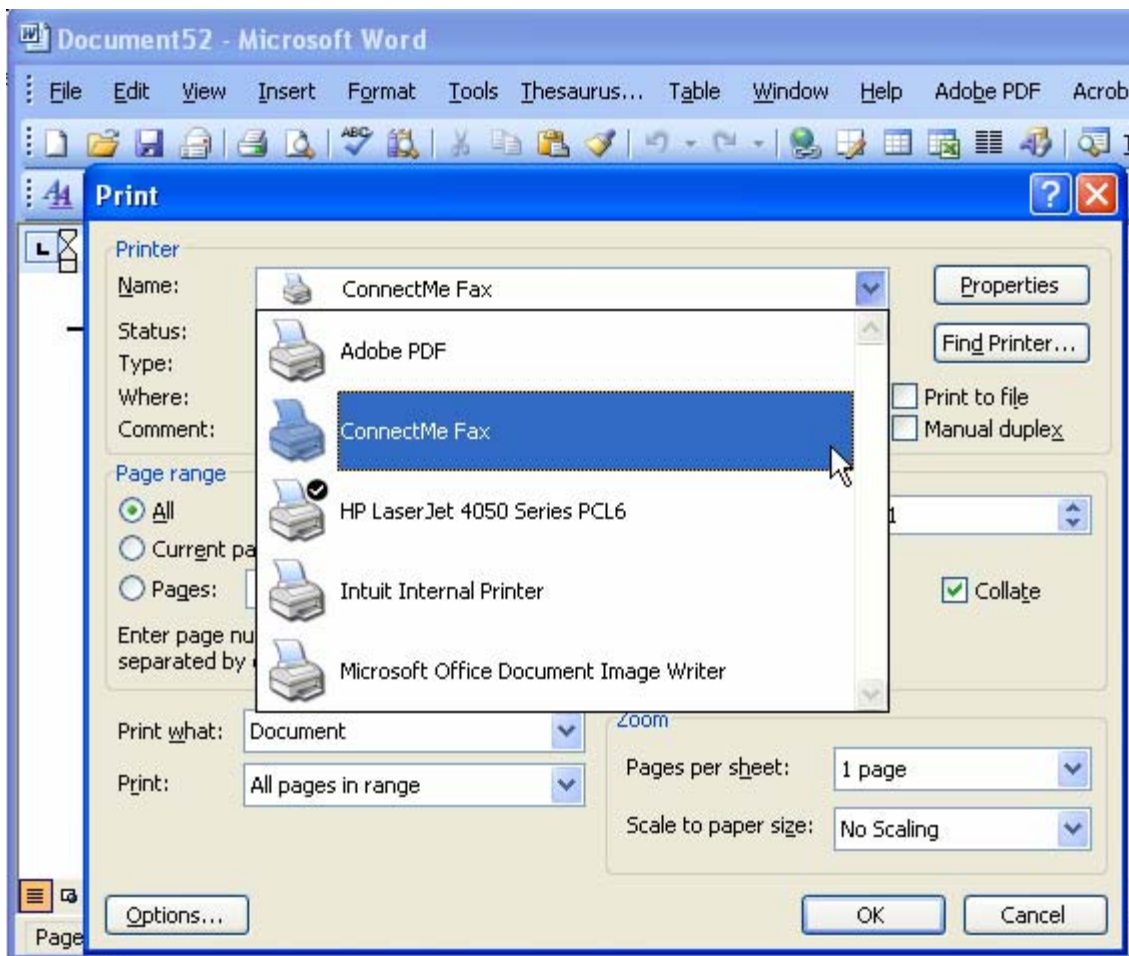 Document52 - Microsoft Word
File Edit View Insert Format Tools Thesaurus... Table Window Help Adobe PDF Acrob
ABC
A4 Print
Printer
Name: ConnectMe Fax Properties
Status: Adobe PDF Find Printer...
Type:
Where: Print to file
Comment: ConnectMe Fax Manual duplex
Page range
All HP LaserJet 4050 Series PCL6 1
Current pa
Pages: Intuit Internal Printer Collate
Enter page nu
separated by Microsoft Office Document Image Writer
Print what: Document Zoom
Pages per sheet: 1 page
Print: All pages in range
Scale to paper size: No Scaling
Options... OK Cancel
Page